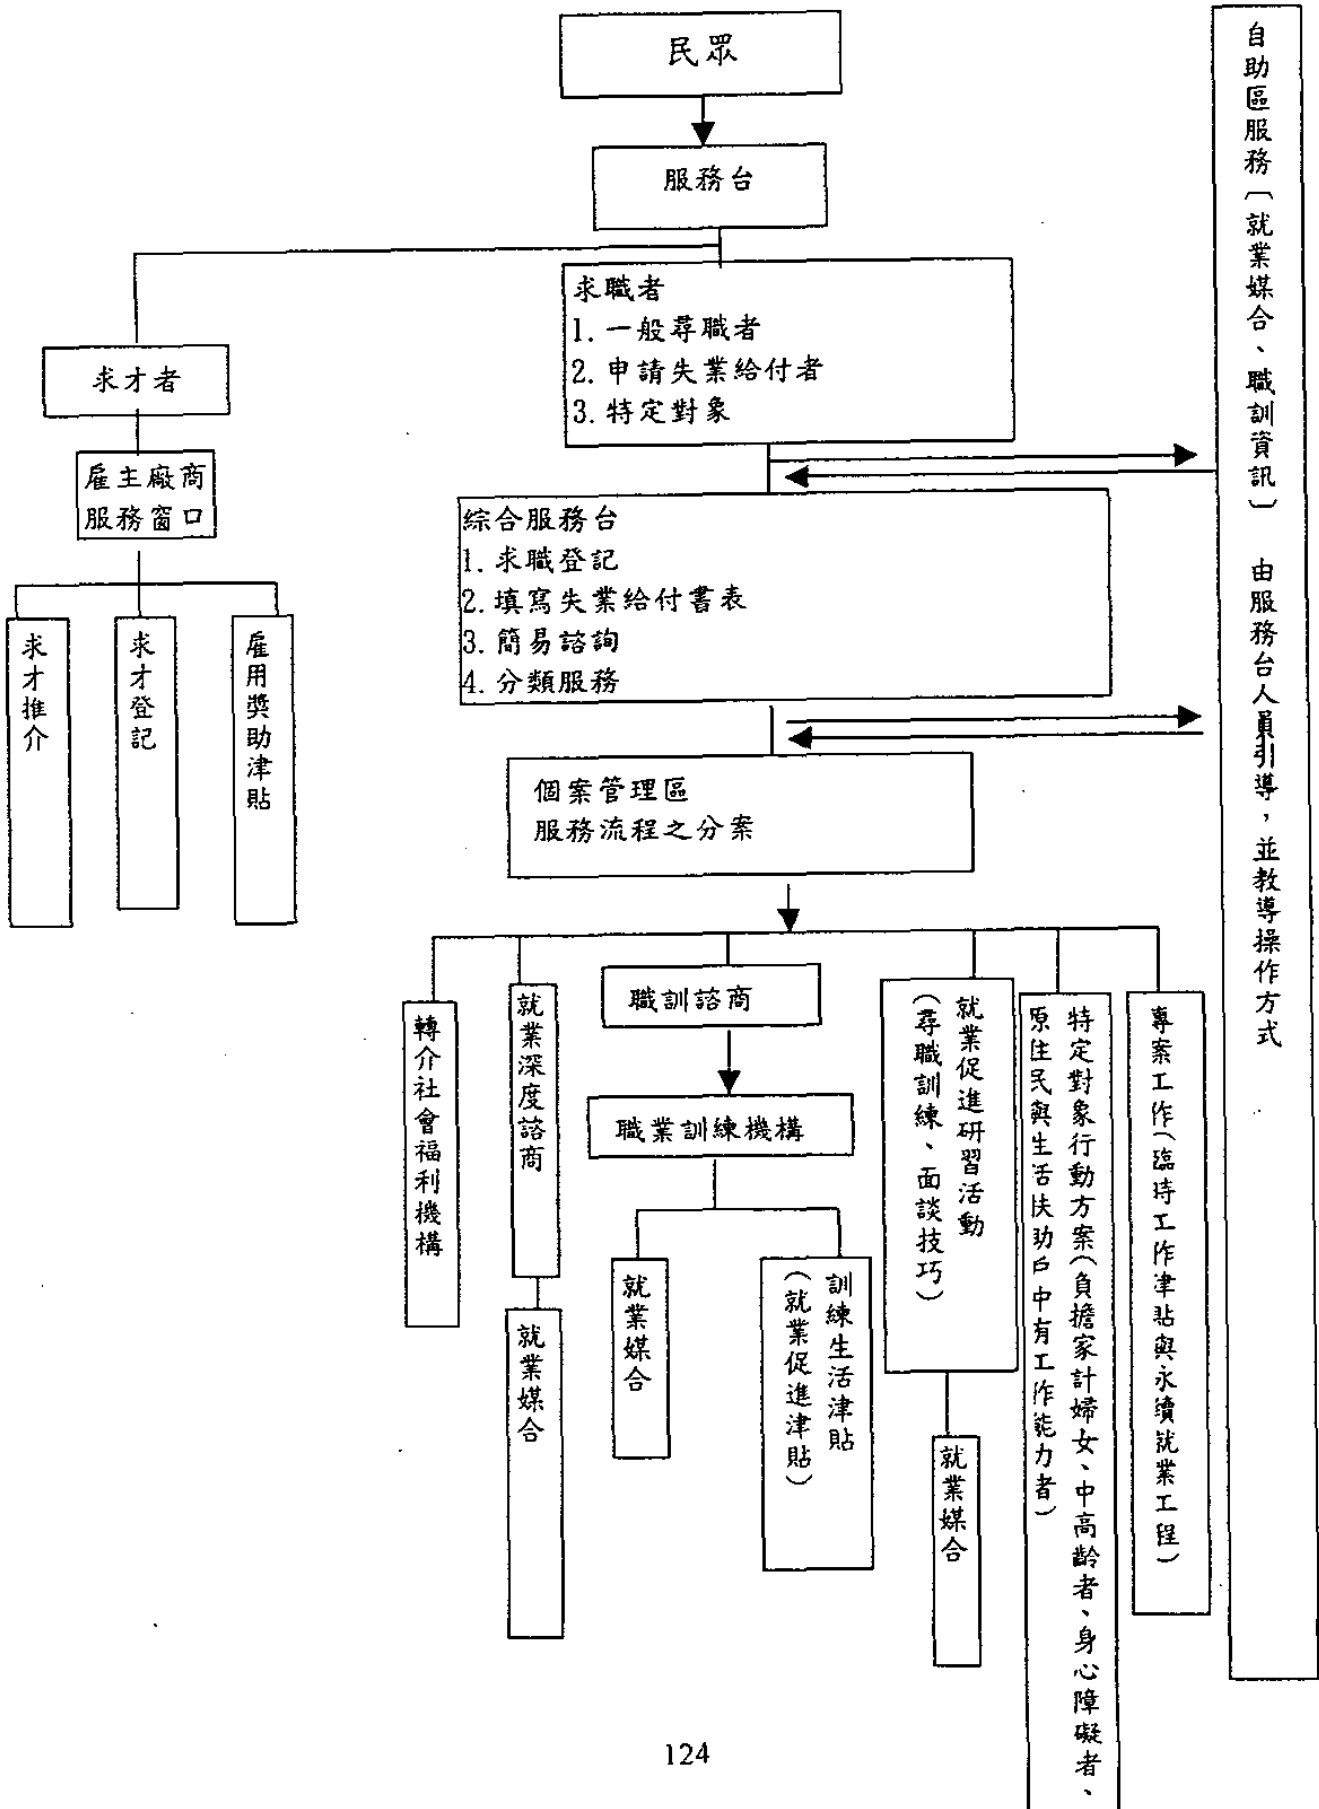 民眾
服務台
求職者
1. 一般尋職者
2. 申請失業給付者
3. 特定對象
求才者
雇主廠商
服務窗口
求才推介
求才登記
雇用獎助津貼
綜合服務台
1. 求職登記
2. 填寫失業給付書表
3. 簡易諮詢
4. 分類服務
個案管理區
服務流程之分案
轉介社會福利機構
就業深度諮商
就業媒合
職訓諮商
職業訓練機構
就業媒合
訓練生活津貼
(就業促進津貼)
就業促進研習活動
(尋職訓練、面談技巧)
就業媒合
特定對象行動方案(負擔家計婦女、中高齡者、身心障礙者、
原住民與生活扶助戶中有工作能力者)
專案工作(臨時工作津貼與永續就業工程)
自助區服務〔就業媒合、職訓資訊〕 由服務台人員引導,並教導操作方式
124